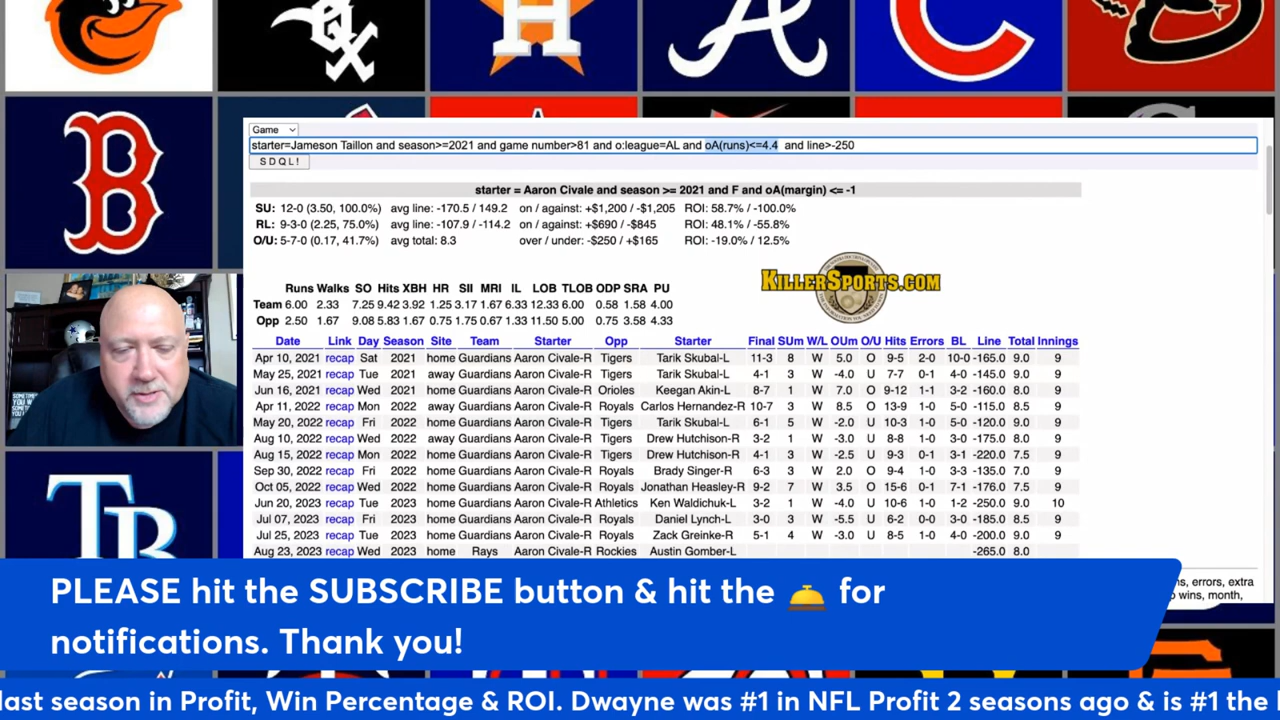 Game
starter=Jameson Taillon and season>=2021 and game number>81 and o:league=AL and oA(runs)<=4.4 and line>-250
S D Q L !
starter = Aaron Civale and season >= 2021 and F and oA(margin) <= -1
SU: 12-0 (3.50, 100.0%) avg line: -170.5 / 149.2 on / against: +$1,200 / -$1,205 ROI: 58.7% / -100.0%
RL: 9-3-0 (2.25, 75.0%) avg line: -107.9 / -114.2 on / against: +$690 / -$845 ROI: 48.1% / -55.8%
O/U: 5-7-0 (0.17, 41.7%) avg total: 8.3 over / under: -$250 / +$165 ROI: -19.0% / 12.5%
KILLERSPORTS.COM
Runs Walks SO Hits XBH HR SII MRI IL LOB TLOB ODP SRA PU
Team 6.00 2.33 7.25 9.42 3.92 1.25 3.17 1.67 6.33 12.33 6.00 0.58 1.58 4.00
Opp 2.50 1.67 9.08 5.83 1.67 0.75 1.75 0.67 1.33 11.50 5.00 0.75 3.58 4.33
Date Link Day Season Site Team Starter Opp Starter Final SUm W/L OUm O/U Hits Errors BL Line Total Innings
Apr 10, 2021 recap Sat 2021 home Guardians Aaron Civale-R Tigers Tarik Skubal-L 11-3 8 W 5.0 O 9-5 2-0 10-0 -165.0 9.0 9
May 25, 2021 recap Tue 2021 away Guardians Aaron Civale-R Tigers Tarik Skubal-L 4-1 3 W -4.0 U 7-7 0-1 4-0 -145.0 9.0 9
Jun 16, 2021 recap Wed 2021 home Guardians Aaron Civale-R Orioles Keegan Akin-L 8-7 1 W 7.0 O 9-12 1-1 3-2 -160.0 8.0 9
Apr 11, 2022 recap Mon 2022 away Guardians Aaron Civale-R Royals Carlos Hernandez-R 10-7 3 W 8.5 O 13-9 1-0 5-0 -115.0 8.5 9
May 20, 2022 recap Fri 2022 home Guardians Aaron Civale-R Tigers Tarik Skubal-L 6-1 5 W -2.0 U 10-3 1-0 5-0 -120.0 9.0 9
Aug 10, 2022 recap Wed 2022 away Guardians Aaron Civale-R Tigers Drew Hutchison-R 3-2 1 W -3.0 U 8-8 1-0 3-0 -175.0 8.0 9
Aug 15, 2022 recap Mon 2022 home Guardians Aaron Civale-R Tigers Drew Hutchison-R 4-1 3 W -2.5 U 9-3 0-1 3-1 -220.0 7.5 9
Sep 30, 2022 recap Fri 2022 home Guardians Aaron Civale-R Royals Brady Singer-R 6-3 3 W 2.0 O 9-4 1-0 3-3 -135.0 7.0 9
Oct 05, 2022 recap Wed 2022 home Guardians Aaron Civale-R Royals Jonathan Heasley-R 9-2 7 W 3.5 O 15-6 0-1 7-1 -176.0 7.5 9
Jun 20, 2023 recap Tue 2023 home Guardians Aaron Civale-R Athletics Ken Waldichuk-L 3-2 1 W -4.0 U 10-6 1-0 1-2 -250.0 9.0 10
Jul 07, 2023 recap Fri 2023 home Guardians Aaron Civale-R Royals Daniel Lynch-L 3-0 3 W -5.5 U 6-2 0-0 3-0 -185.0 8.5 9
Jul 25, 2023 recap Tue 2023 home Guardians Aaron Civale-R Royals Zack Greinke-R 5-1 4 W -3.0 U 8-5 1-0 4-0 -200.0 9.0 9
Aug 23, 2023 recap Wed 2023 home Rays Aaron Civale-R Rockies Austin Gomber-L -265.0 8.0
errors, extra
wins, month,
PLEASE hit the SUBSCRIBE button & hit the 🛎️ for
notifications. Thank you!
last season in Profit, Win Percentage & ROI. Dwayne was #1 in NFL Profit 2 seasons ago & is #1 the